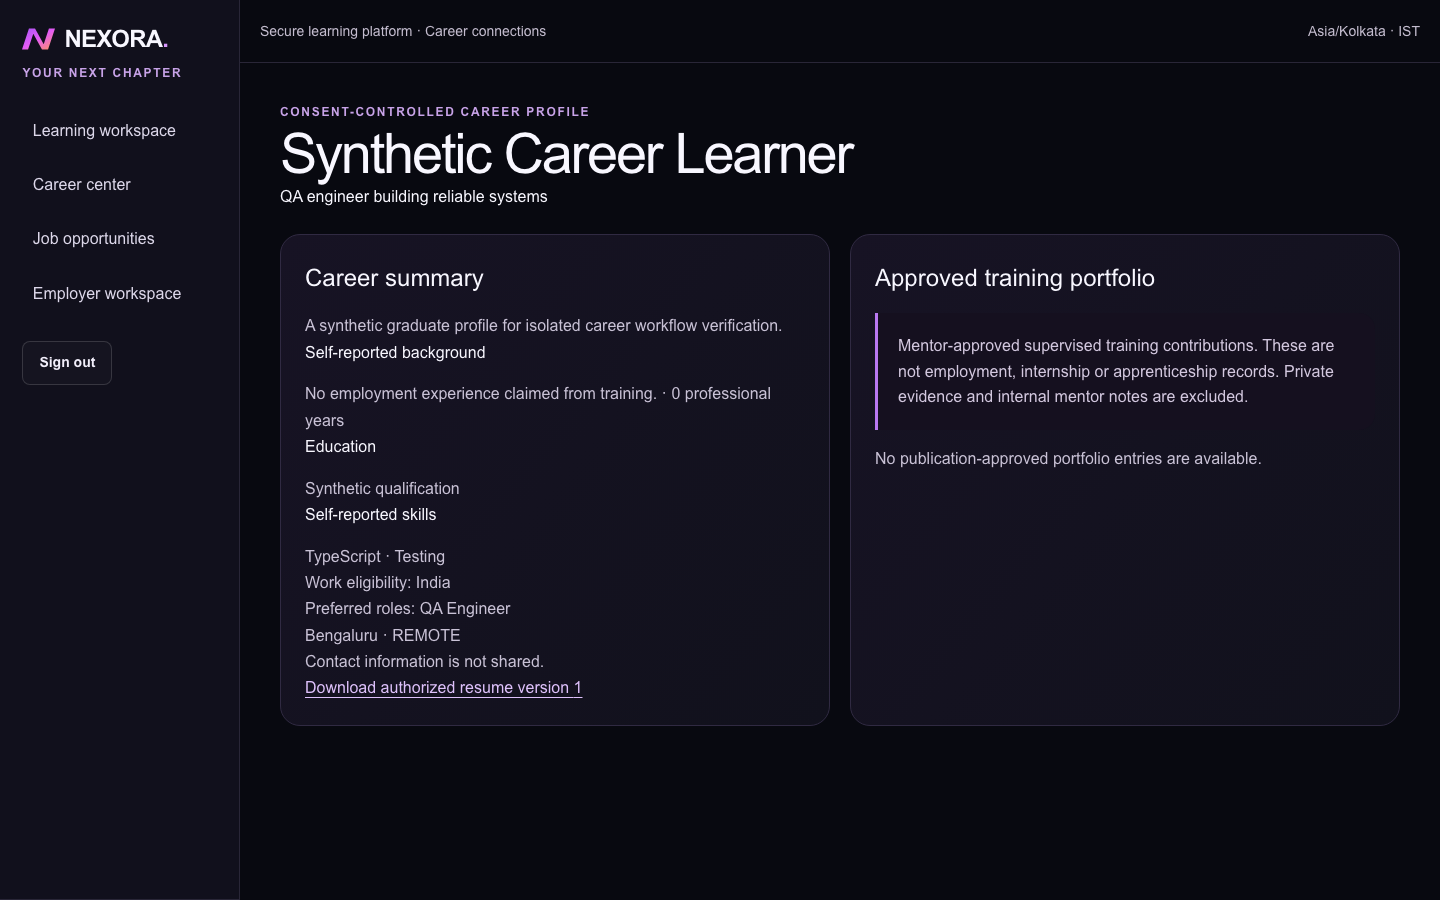 NEXORA.
YOUR NEXT CHAPTER
Learning workspace
Career center
Job opportunities
Employer workspace
Sign out
Secure learning platform · Career connections
Asia/Kolkata · IST
CONSENT-CONTROLLED CAREER PROFILE
Synthetic Career Learner
QA engineer building reliable systems
Career summary
A synthetic graduate profile for isolated career workflow verification.
Self-reported background
No employment experience claimed from training. · 0 professional
years
Education
Synthetic qualification
Self-reported skills
TypeScript · Testing
Work eligibility: India
Preferred roles: QA Engineer
Bengaluru · REMOTE
Contact information is not shared.
Download authorized resume version 1
Approved training portfolio
Mentor-approved supervised training contributions. These are
not employment, internship or apprenticeship records. Private
evidence and internal mentor notes are excluded.
No publication-approved portfolio entries are available.